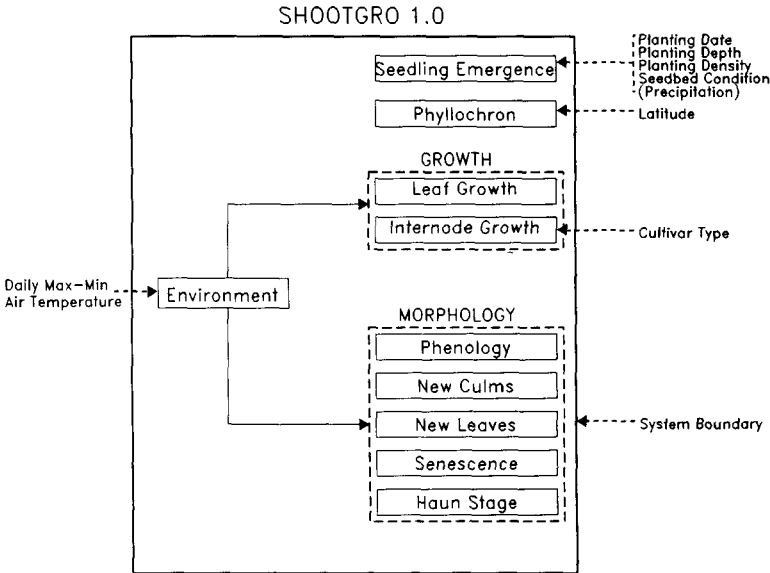 SHOOTGRO 1.0
Planting Date
Planting Depth
Planting Density
Seedbed Condition
(Precipitation)
Seedling Emergence
Phyllochron
Latitude
GROWTH
Leaf Growth
Internode Growth
Cultivar Type
Daily Max-Min
Air Temperature
Environment
MORPHOLOGY
Phenology
New Culms
New Leaves
System Boundary
Senescence
Haun Stage